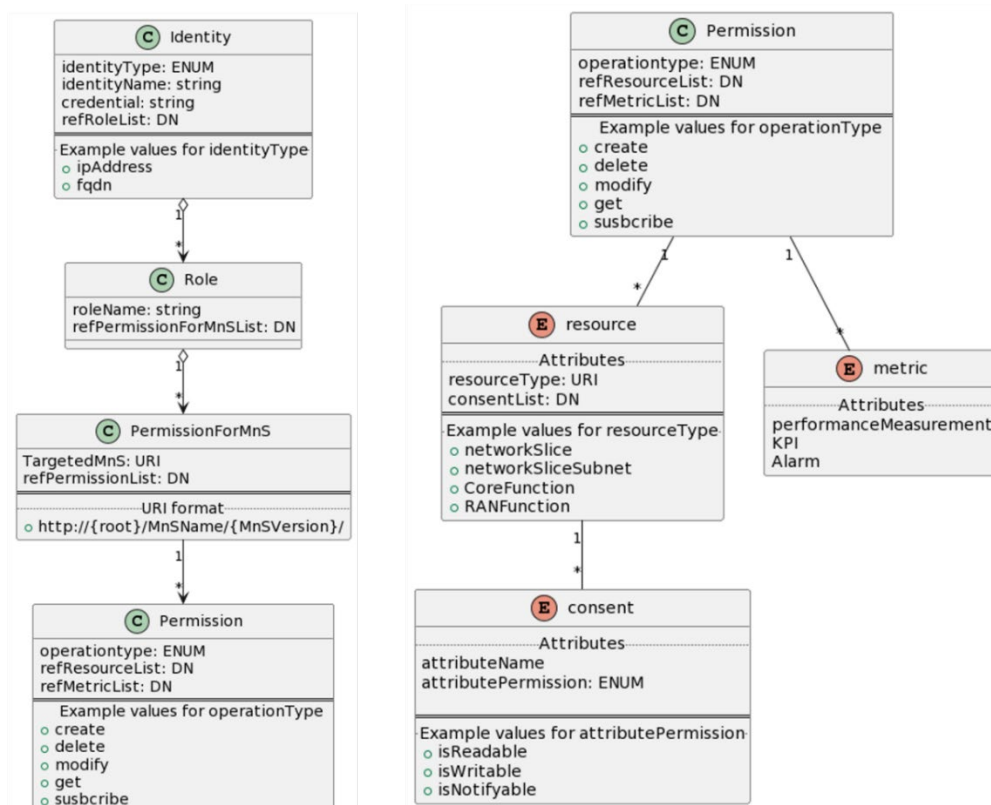 C Identity
identityType: ENUM
identityName: string
credential: string
refRoleList: DN
Example values for identityType
ipAddress
fqdn
1
*
C Role
roleName: string
refPermissionForMnSList: DN
1
*
C PermissionForMnS
TargetedMnS: URI
refPermissionList: DN
URI format
http://{root}/MnSName/{MnSVersion}/
1
*
C Permission
operationtype: ENUM
refResourceList: DN
refMetricList: DN
Example values for operationType
create
delete
modify
get
susbcribe
C Permission
operationtype: ENUM
refResourceList: DN
refMetricList: DN
Example values for operationType
create
delete
modify
get
susbcribe
1
1
*
*
E resource
Attributes
resourceType: URI
consentList: DN
Example values for resourceType
networkSlice
networkSliceSubnet
CoreFunction
RANFunction
E metric
Attributes
performanceMeasurement
KPI
Alarm
1
*
E consent
Attributes
attributeName
attributePermission: ENUM
Example values for attributePermission
isReadable
isWritable
isNotifyable